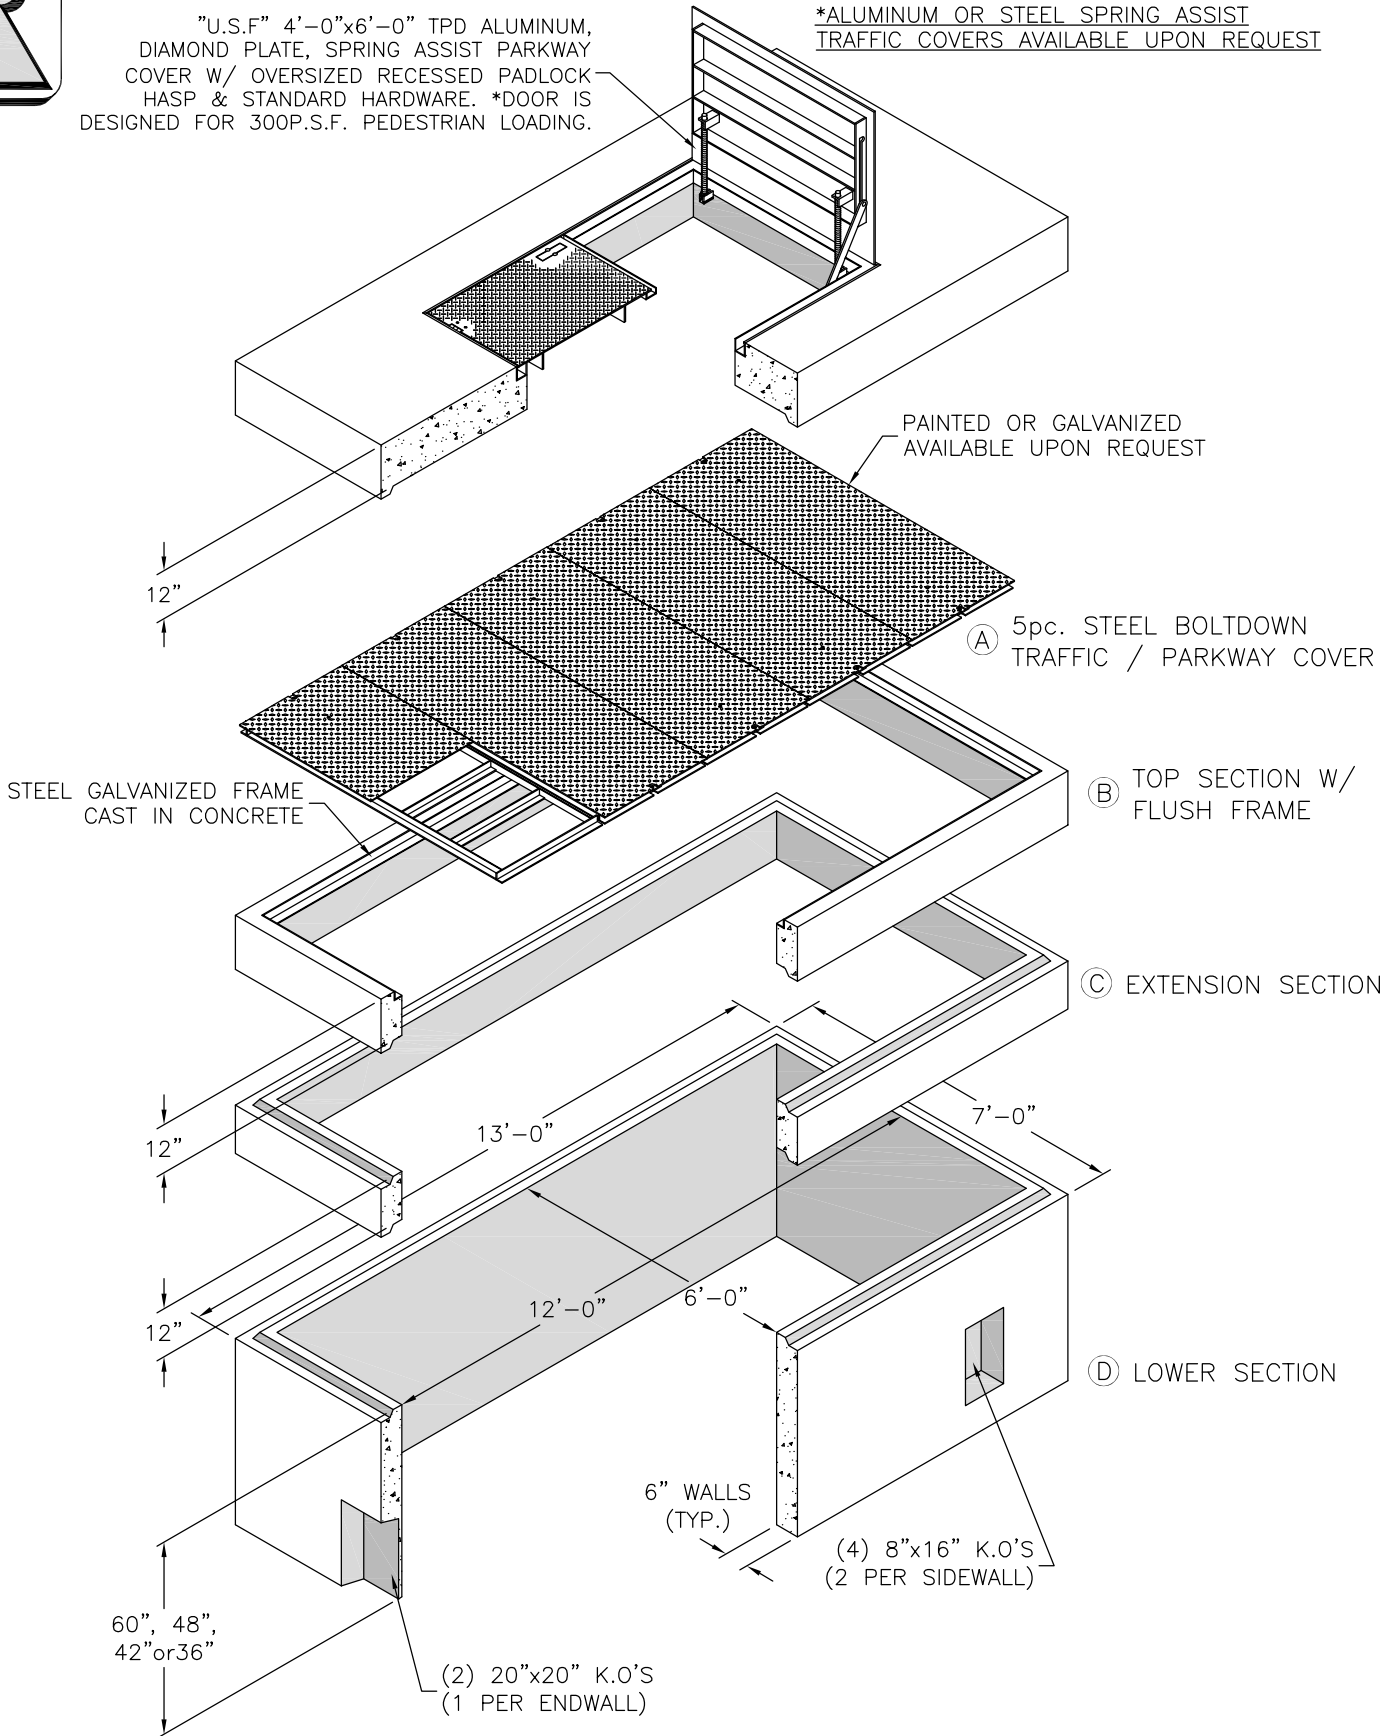 "U.S.F" 4'-0"x6'-0" TPD ALUMINUM,
DIAMOND PLATE, SPRING ASSIST PARKWAY
COVER W/ OVERSIZED RECESSED PADLOCK
HASP & STANDARD HARDWARE. *DOOR IS
DESIGNED FOR 300P.S.F. PEDESTRIAN LOADING.
*ALUMINUM OR STEEL SPRING ASSIST
TRAFFIC COVERS AVAILABLE UPON REQUEST
PAINTED OR GALVANIZED
AVAILABLE UPON REQUEST
12"
A 5pc. STEEL BOLTDOWN
TRAFFIC / PARKWAY COVER
STEEL GALVANIZED FRAME
CAST IN CONCRETE
B TOP SECTION W/
FLUSH FRAME
C EXTENSION SECTION
12"
13'-0"
7'-0"
12"
12'-0"
6'-0"
D LOWER SECTION
6" WALLS
(TYP.)
(4) 8"x16" K.O'S
(2 PER SIDEWALL)
60", 48",
42"or36"
(2) 20"x20" K.O'S
(1 PER ENDWALL)